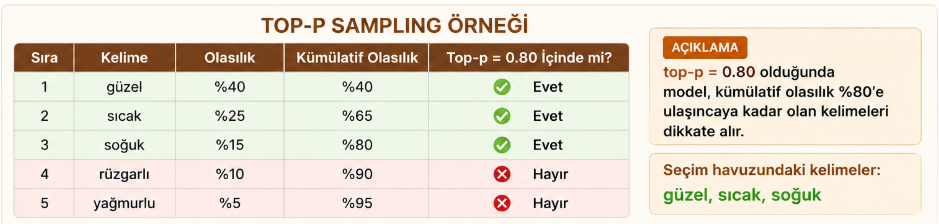 TOP-P SAMPLING ÖRNEĞİ
Sıra Kelime Olasılık Kümülatif Olasılık Top-p = 0.80 İçinde mi?
1 güzel %40 %40 Evet
2 sıcak %25 %65 Evet
3 soğuk %15 %80 Evet
4 rüzgarlı %10 %90 Hayır
5 yağmurlu %5 %95 Hayır
AÇIKLAMA
top-p = 0.80 olduğunda
model, kümülatif olasılık %80’e
ulaşıncaya kadar olan kelimeleri
dikkate alır.
Seçim havuzundaki kelimeler:
güzel, sıcak, soğuk